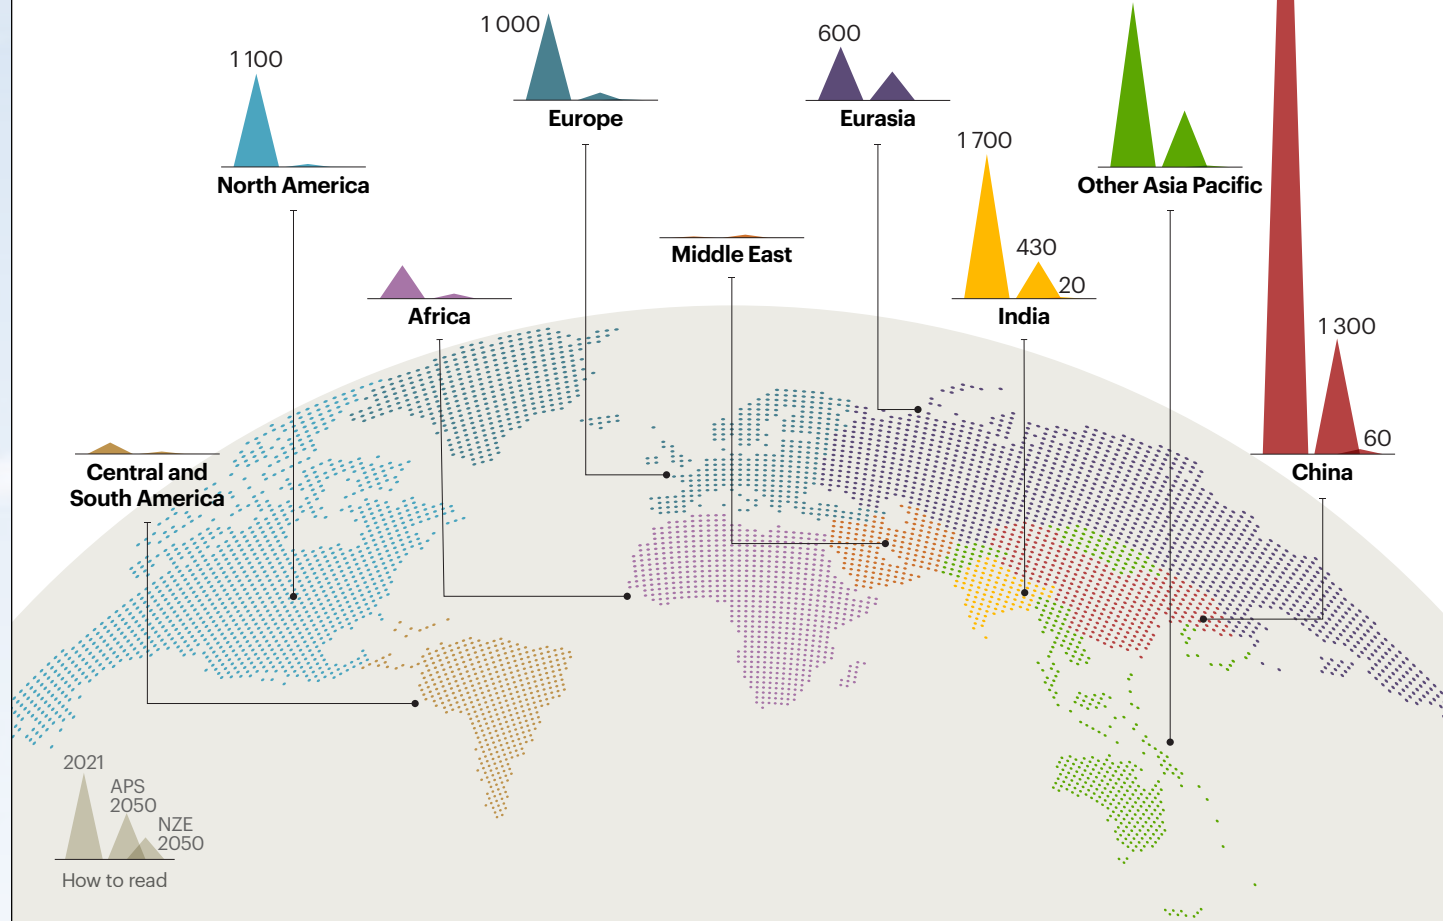 1 000
600
1 100
Europe
Eurasia
1 700
North America
Other Asia Pacific
430
Middle East
20
Africa
India
1 300
60
Central and
South America
China
2021
APS
2050
NZE
2050
How to read